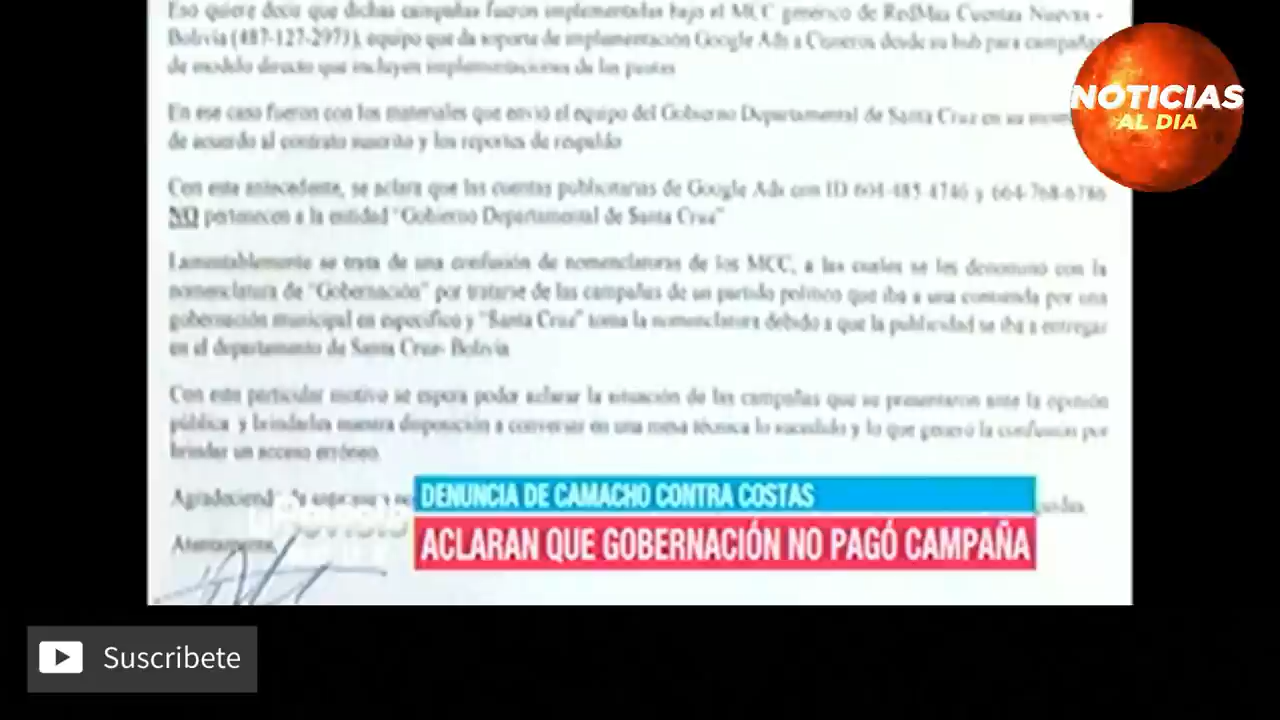 Eso quiere decir que dichas campañas fueron implementadas bajo el MCC genérico de RedMas Cuentas Nuevas -
Bolivia (487-127-2973), equipo que da soporte de implementación Google Ads a Cisneros desde su hub para campañas
de modelo directo que incluyen implementaciones de las pautas
En ese caso fueron con los materiales que envió el equipo del Gobierno Departamental de Santa Cruz en su
de acuerdo al contrato suscrito y los reportes de respaldo
Con este antecedente, se aclara que las cuentas publicitarias de Google Ads con ID 604-485-4746 y 664-768-6786
NO pertenecen a la entidad "Gobierno Departamental de Santa Cruz"
Lamentablemente se trata de una confusión de nomenclaturas de los MCC, a las cuales se les denominó con la
nomenclatura de "Gobernación" por tratarse de las campañas de un partido político que iba a una contienda por una
gobernación municipal en específico y "Santa Cruz" toma la nomenclatura debido a que la publicidad se iba a entregar
en el departamento de Santa Cruz- Bolivia
Con este particular motivo se espera poder aclarar la situación de las campañas que se presentaron ante la opinión
pública y brindarles nuestra disposición a conversar en una mesa técnica lo sucedido y lo que generó la confusión por
brindar un acceso erróneo.
Atentamente,
NOTICIAS
AL DIA
DENUNCIA DE CAMACHO CONTRA COSTAS
ACLARAN QUE GOBERNACIÓN NO PAGÓ CAMPAÑA
Suscribete